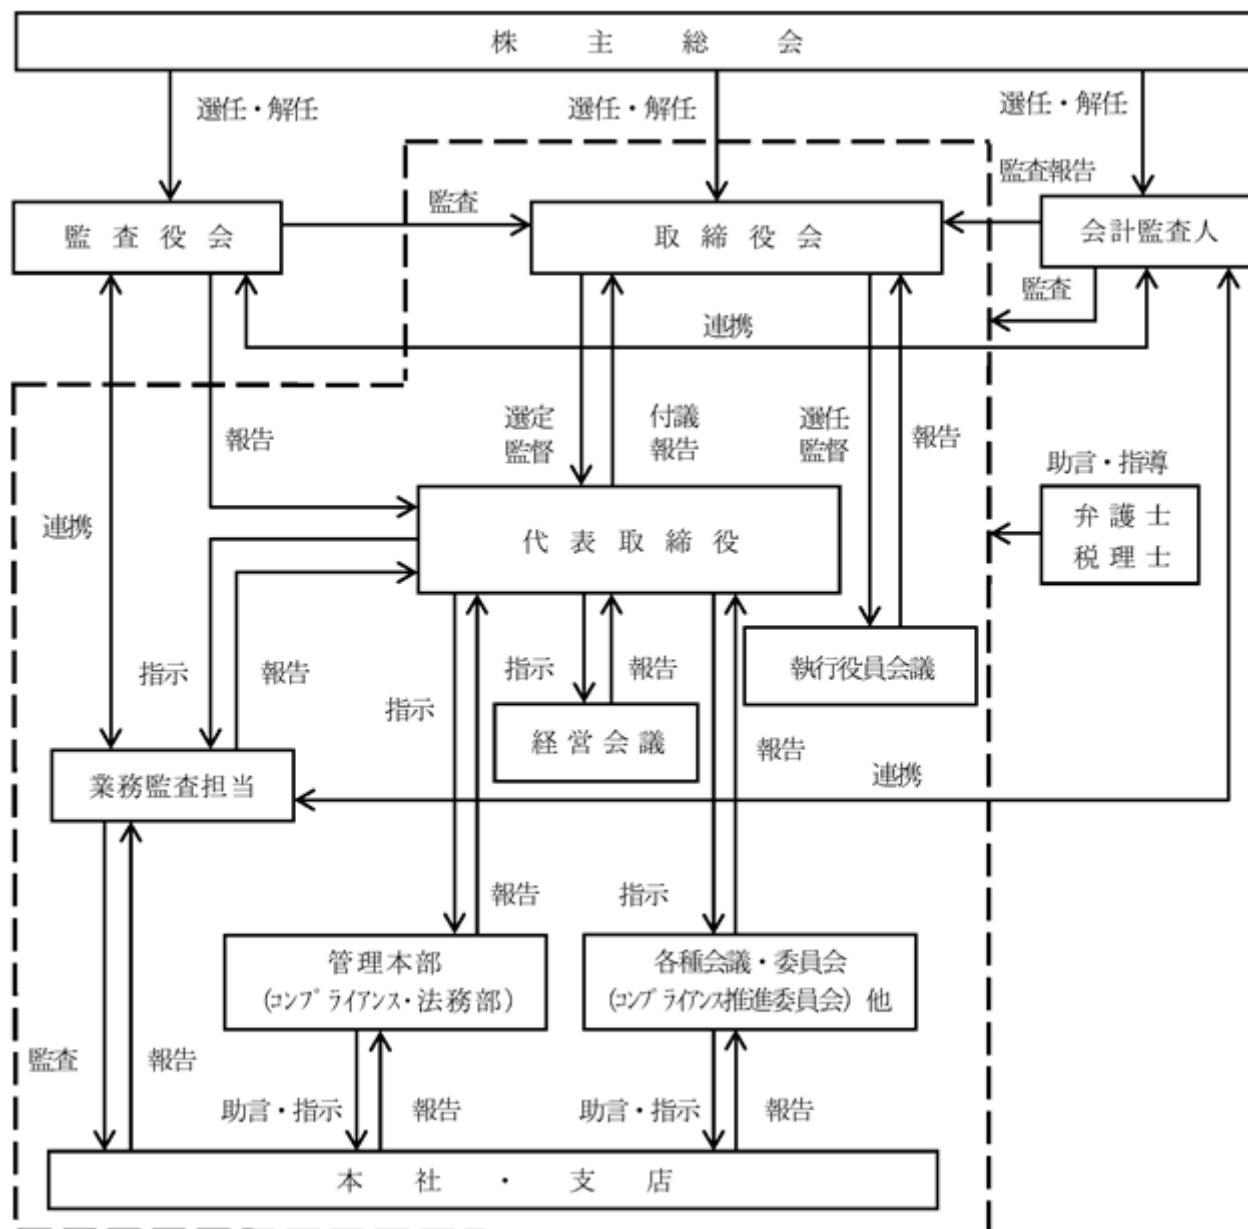 株主総会
選任・解任
選任・解任
選任・解任
監査報告
監査
監査役会
取締役会
会計監査人
監査
連携
報告
選定
監督
付議
報告
選任
監督
報告
助言・指導
弁護士
税理士
連携
代表取締役
指示
報告
指示
指示
報告
執行役員会議
経営会議
報告
業務監査担当
連携
報告
指示
管理本部
(ｺﾝﾌﾟﾗｲｱﾝｽ・法務部)
各種会議・委員会
(ｺﾝﾌﾟﾗｲｱﾝｽ推進委員会) 他
監査
報告
助言・指示
報告
助言・指示
報告
本社・支店